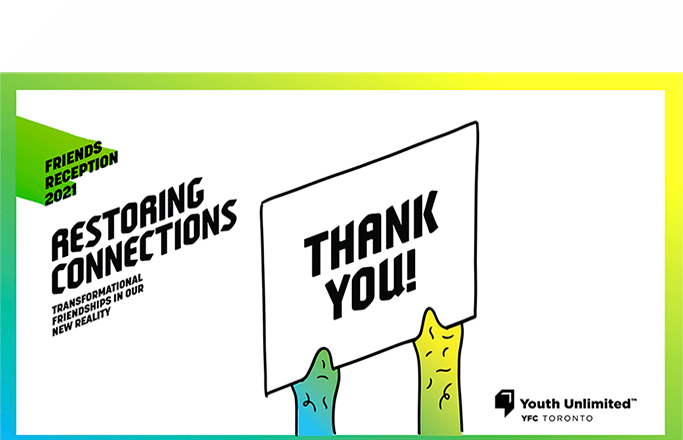 FRIENDS
RECEPTION
2021
RESTORING
CONNECTIONS
TRANSFORMATIONAL
FRIENDSHIPS IN OUR
NEW REALITY
THANK
YOU!
Youth Unlimited™
YFC TORONTO